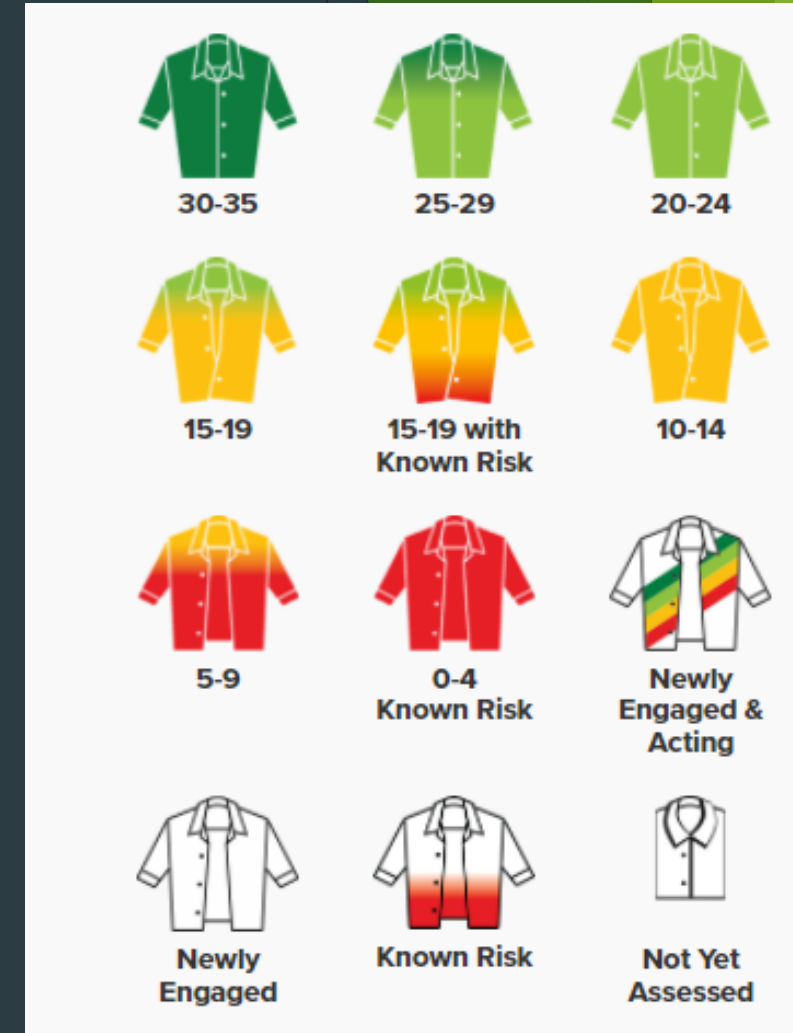 30-35
25-29
20-24
15-19
15-19 with
Known Risk
10-14
5-9
0-4
Known Risk
Newly
Engaged &
Acting
Newly
Engaged
Known Risk
Not Yet
Assessed